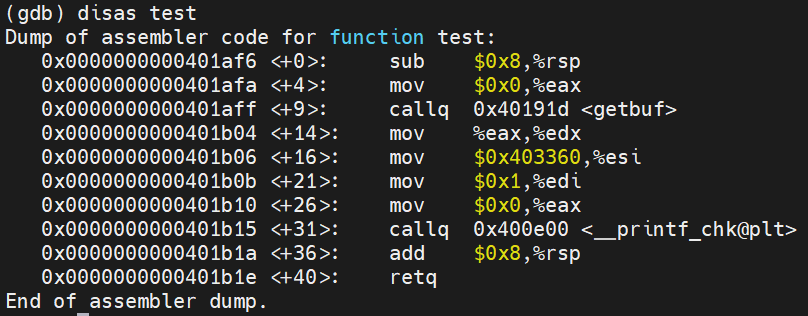 (gdb) disas test
Dump of assembler code for function test:
   0x0000000000401af6 <+0>:     sub    $0x8,%rsp
   0x0000000000401afa <+4>:     mov    $0x0,%eax
   0x0000000000401aff <+9>:     callq  0x40191d <getbuf>
   0x0000000000401b04 <+14>:    mov    %eax,%edx
   0x0000000000401b06 <+16>:    mov    $0x403360,%esi
   0x0000000000401b0b <+21>:    mov    $0x1,%edi
   0x0000000000401b10 <+26>:    mov    $0x0,%eax
   0x0000000000401b15 <+31>:    callq  0x400e00 <__printf_chk@plt>
   0x0000000000401b1a <+36>:    add    $0x8,%rsp
   0x0000000000401b1e <+40>:    retq
End of assembler dump.